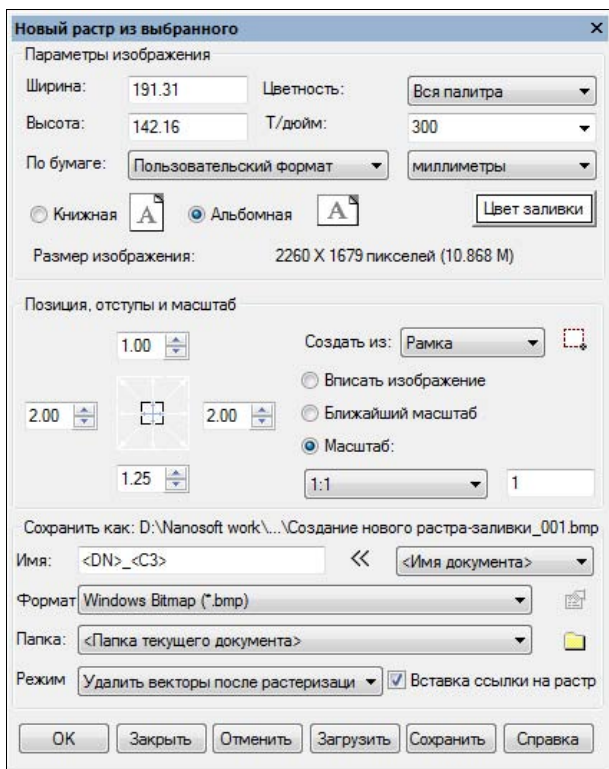 Новый растр из выбранного
Параметры изображения
Ширина: 191.31 Цветность: Вся палитра
Высота: 142.16 Т/дюйм: 300
По бумаге: Пользовательский формат миллиметры
Книжная A Альбомная A Цвет заливки
Размер изображения: 2260 X 1679 пикселей (10.868 M)
Позиция, отступы и масштаб
1.00 Создать из: Рамка
Вписать изображение
2.00 2.00 Ближайший масштаб
Масштаб:
1.25 1:1 1
Сохранить как: D:\Nanosoft work\...\Создание нового растра-заливки_001.bmp
Имя: <DN>_<C3> << <Имя документа>
Формат Windows Bitmap (*.bmp)
Папка: <Папка текущего документа>
Режим Удалить векторы после растеризаци Вставка ссылки на растр
OK Закрыть Отменить Загрузить Сохранить Справка